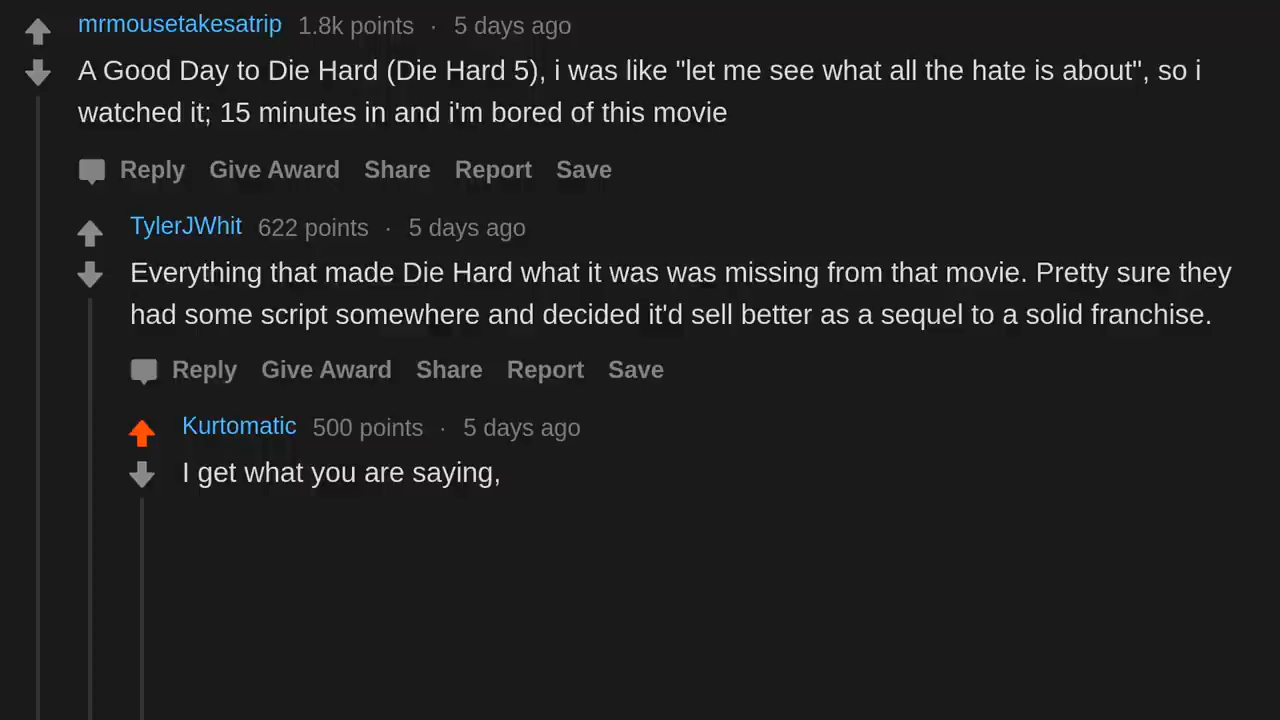 mrmousetakesatrip 1.8k points · 5 days ago
A Good Day to Die Hard (Die Hard 5), i was like "let me see what all the hate is about", so i
watched it; 15 minutes in and i'm bored of this movie
Reply Give Award Share Report Save
TylerJWhit 622 points · 5 days ago
Everything that made Die Hard what it was was missing from that movie. Pretty sure they
had some script somewhere and decided it'd sell better as a sequel to a solid franchise.
Reply Give Award Share Report Save
Kurtomatic 500 points · 5 days ago
I get what you are saying,